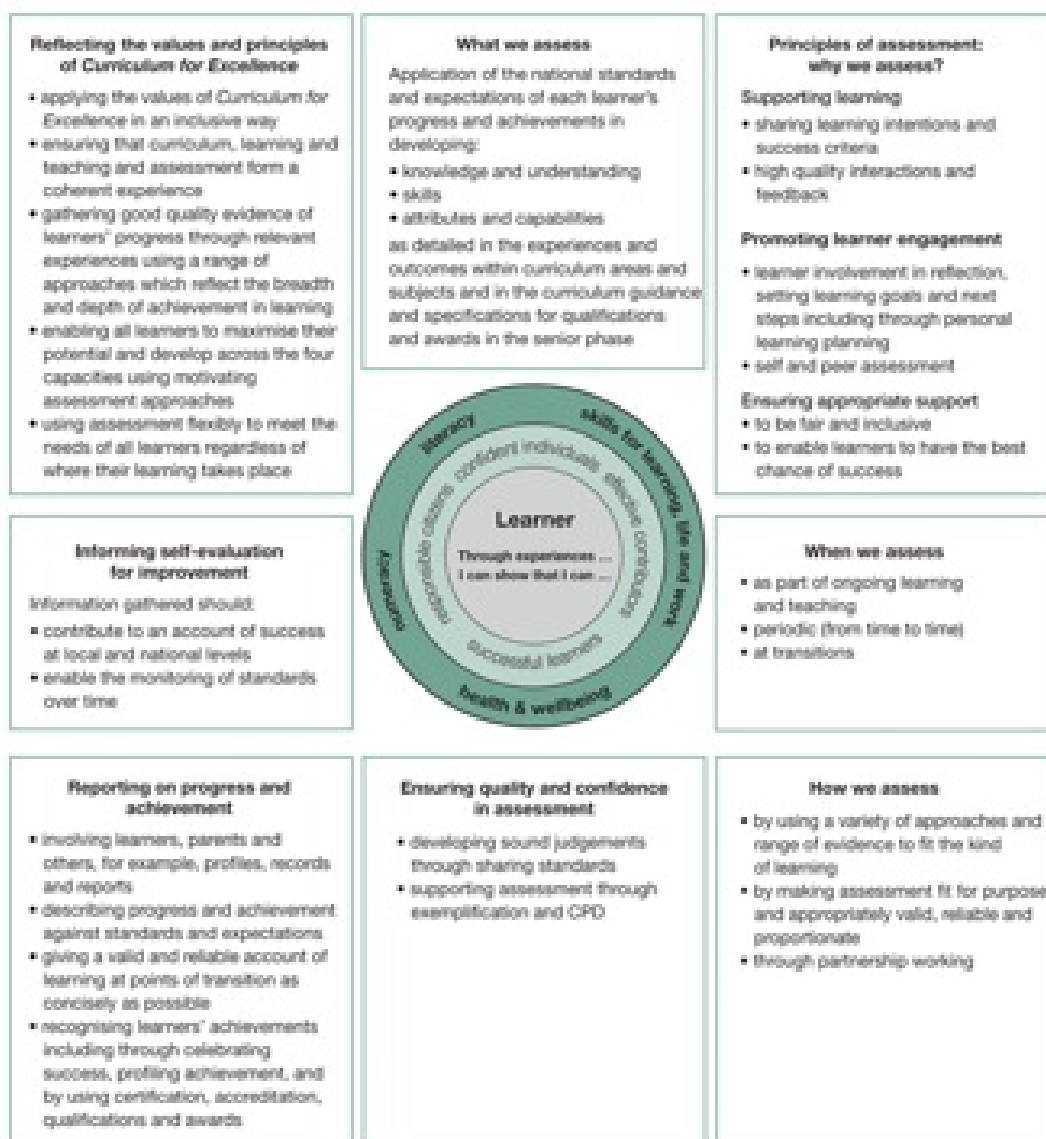 Reflecting the values and principles
of Curriculum for Excellence
• applying the values of Curriculum for
Excellence in an inclusive way
• ensuring that curriculum, learning and
teaching and assessment form a
coherent experience
• gathering good quality evidence of
learners' progress through relevant
experiences using a range of
approaches which reflect the breadth
and depth of achievement in learning
• enabling all learners to maximise their
potential and develop across the four
capacities using motivating
assessment approaches
• using assessment flexibly to meet the
needs of all learners regardless of
where their learning takes place
What we assess
Application of the national standards
and expectations of each learner's
progress and achievements in
developing:
• knowledge and understanding
• skills
• attributes and capabilities
as detailed in the experiences and
outcomes within curriculum areas and
subjects and in the curriculum guidance
and specifications for qualifications
and awards in the senior phase
Principles of assessment:
why we assess?
Supporting learning
• sharing learning intentions and
success criteria
• high quality interactions and
feedback
Promoting learner engagement
• learner involvement in reflection,
setting learning goals and next
steps including through personal
learning planning
• self and peer assessment
Ensuring appropriate support
• to be fair and inclusive
• to enable learners to have the best
chance of success
Informing self-evaluation
for improvement
Information gathered should:
• contribute to an account of success
at local and national levels
• enable the monitoring of standards
over time
literacy
skills for learning, life and work
health & wellbeing
numeracy
confident individuals
effective contributors
successful learners
responsible citizens
Learner
Through experiences ...
I can show that I can ...
When we assess
• as part of ongoing learning
and teaching
• periodic (from time to time)
• at transitions
Reporting on progress and
achievement
• involving learners, parents and
others, for example, profiles, records
and reports
• describing progress and achievement
against standards and expectations
• giving a valid and reliable account of
learning at points of transition as
concisely as possible
• recognising learners' achievements
including through celebrating
success, profiling achievement, and
by using certification, accreditation,
qualifications and awards
Ensuring quality and confidence
in assessment
• developing sound judgements
through sharing standards
• supporting assessment through
exemplification and CPD
How we assess
• by using a variety of approaches and
range of evidence to fit the kind
of learning
• by making assessment fit for purpose
and appropriately valid, reliable and
proportionate
• through partnership working